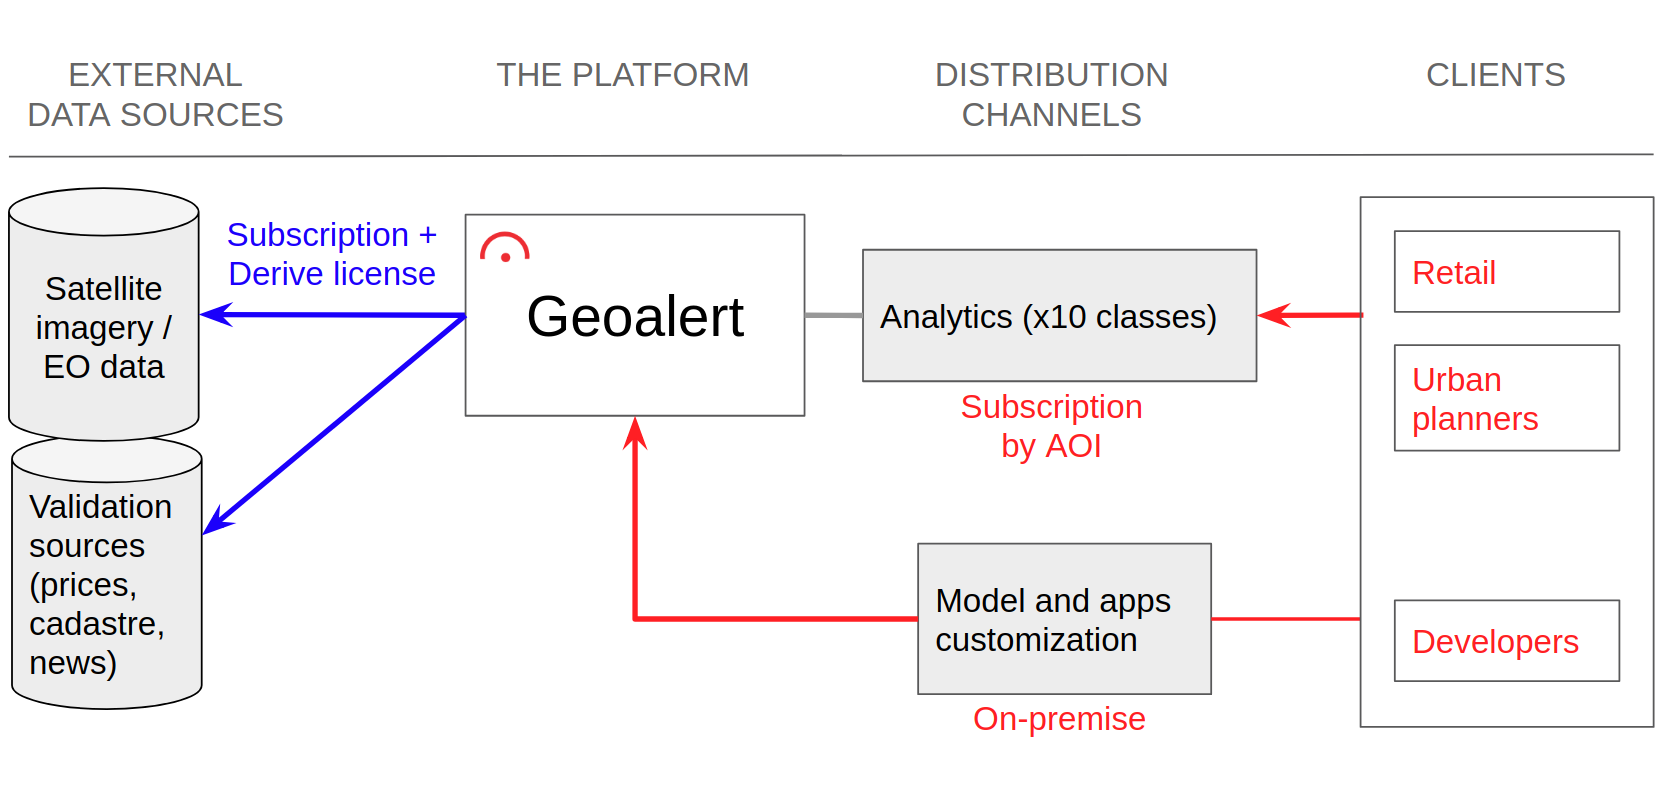 EXTERNAL
DATA SOURCES
THE PLATFORM
DISTRIBUTION
CHANNELS
CLIENTS
Satellite
imagery /
EO data
Validation
sources
(prices,
cadastre,
news)
Subscription +
Derive license
Geoalert
Analytics (x10 classes)
Subscription
by AOI
Model and apps
customization
On-premise
Retail
Urban
planners
Developers